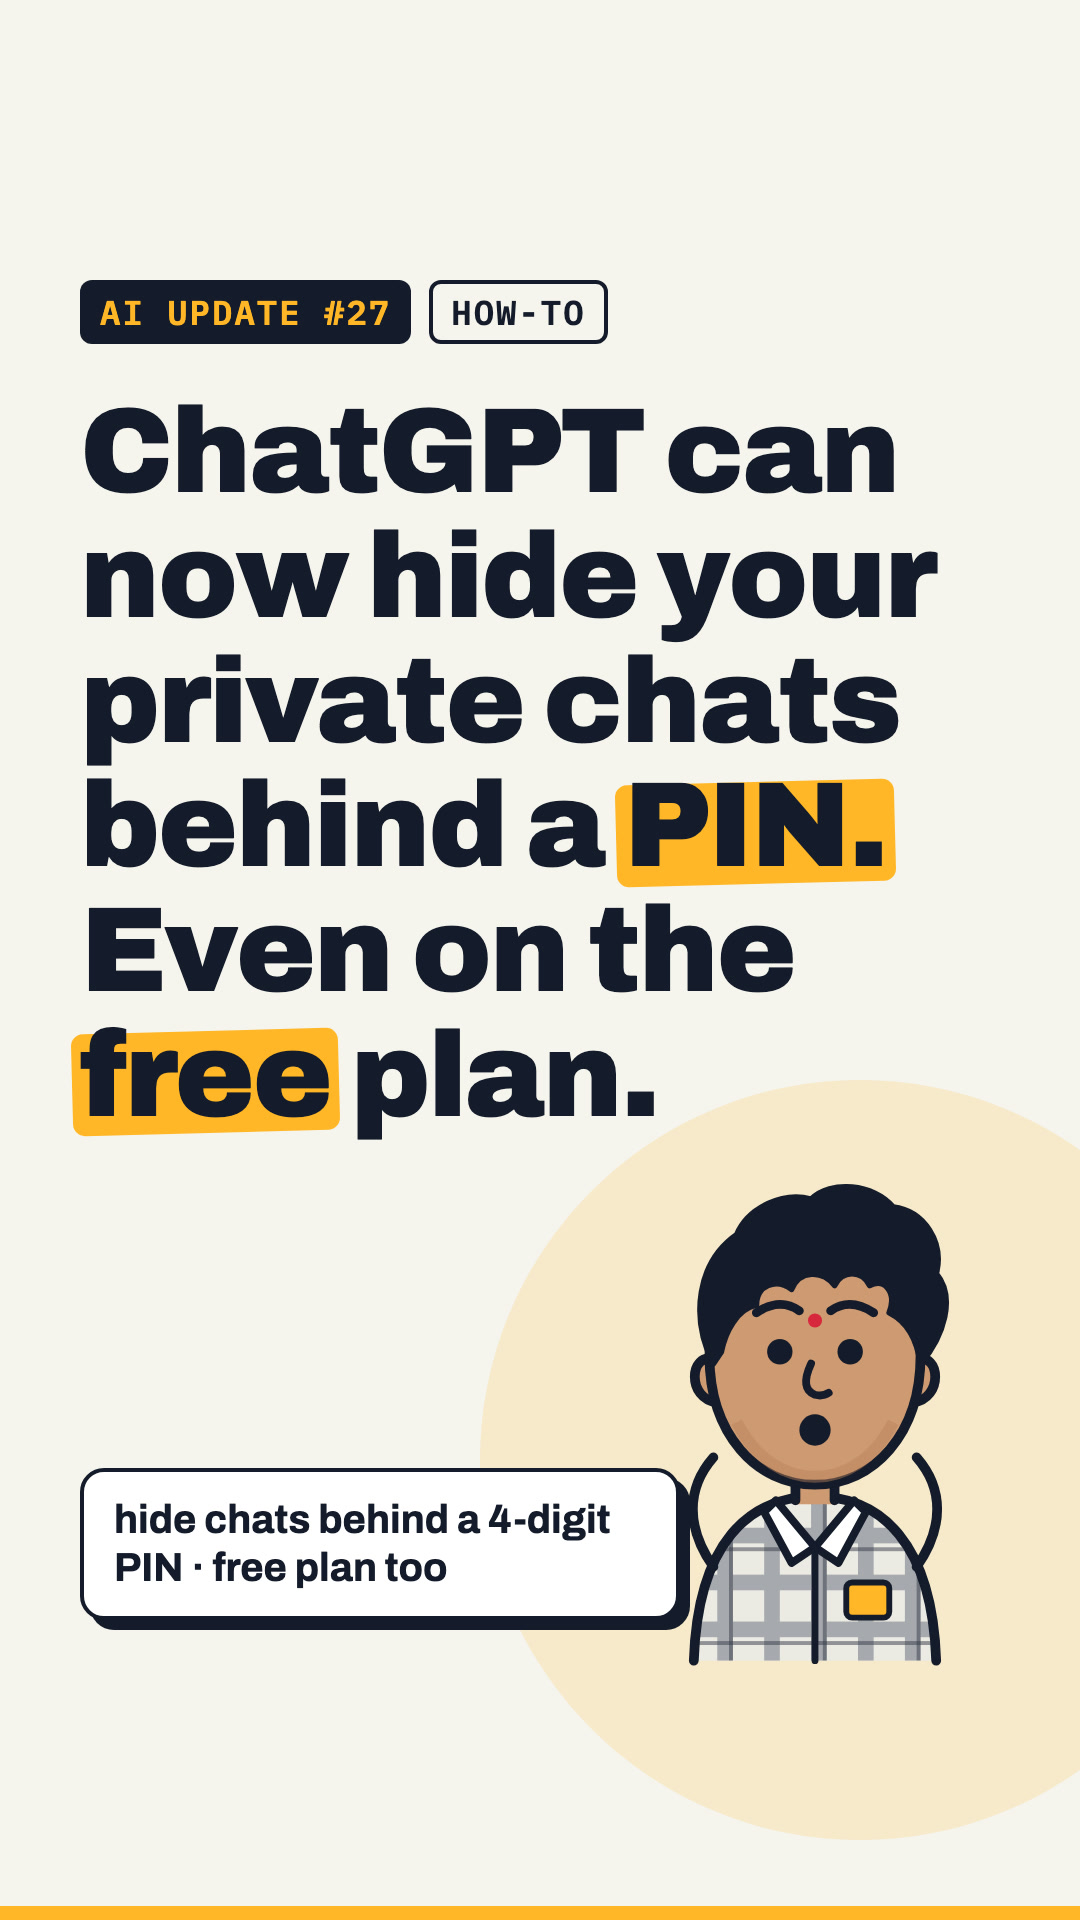 AI UPDATE #27
HOW-TO
ChatGPT can
now hide your
private chats
behind a PIN.
Even on the
free plan.
hide chats behind a 4-digit
PIN · free plan too